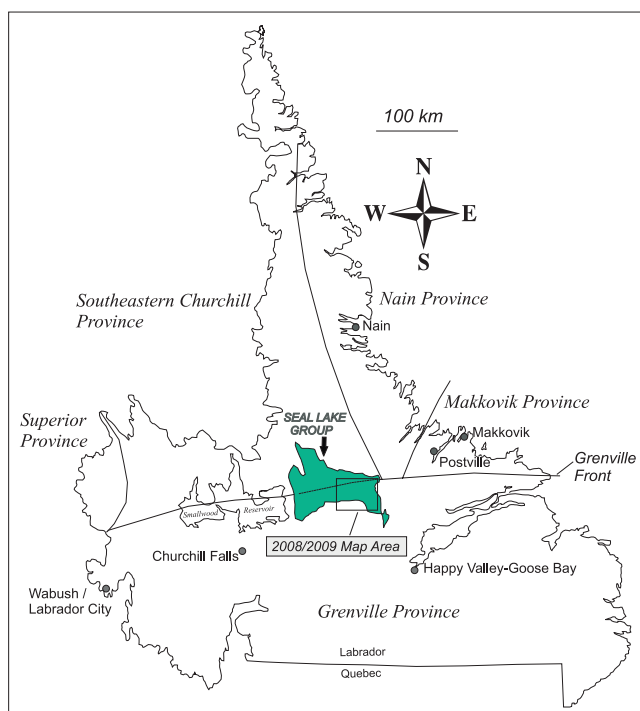 100 km
N
W
E
S
Southeastern Churchill
Province
Nain Province
Nain
Superior
Province
SEAL LAKE
GROUP
Makkovik Province
Makkovik
Postville
Grenville
Front
Smallwood
Reservoir
2008/2009 Map Area
Churchill Falls
Happy Valley-Goose Bay
Wabush /
Labrador City
Grenville Province
Labrador
Quebec